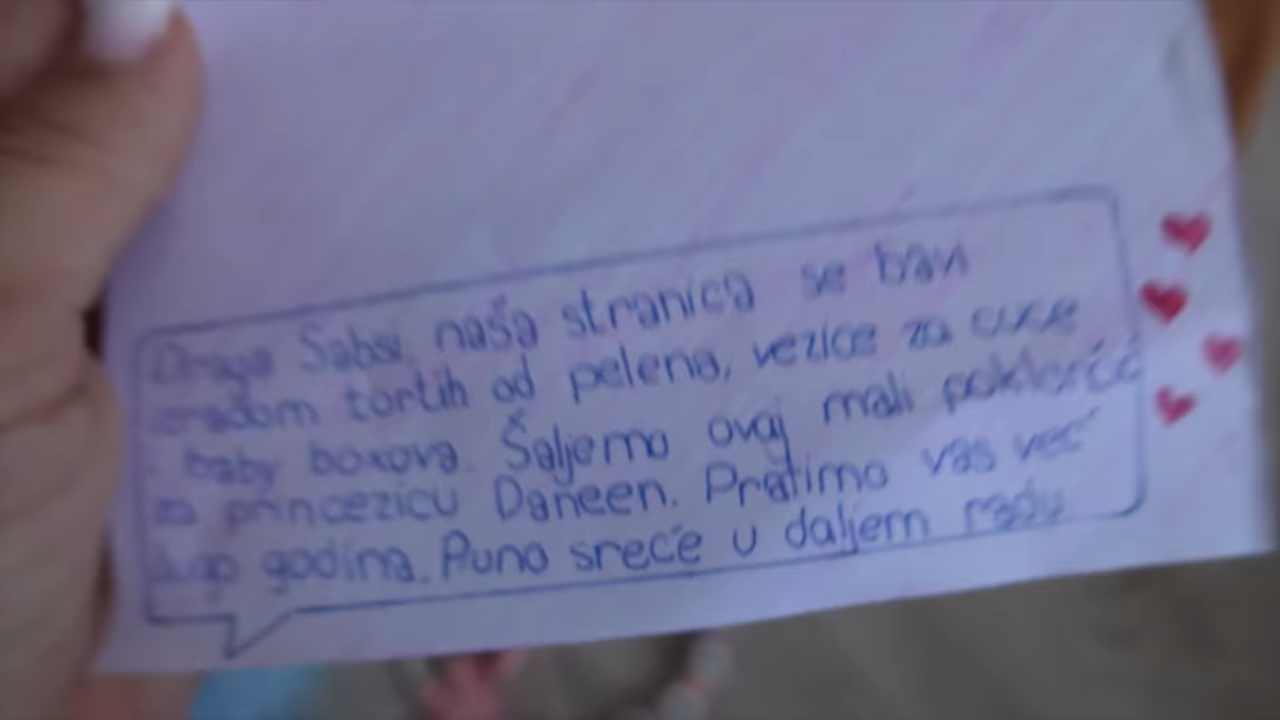 Draga Sabsi, naša stranica se bavi
izradom tortih od pelena, vezice za cuce
i baby boxova. Šaljemo ovaj mali poklončić
za princezicu Daneen. Pratimo vas već
dugo godina. Puno sreće u daljem radu